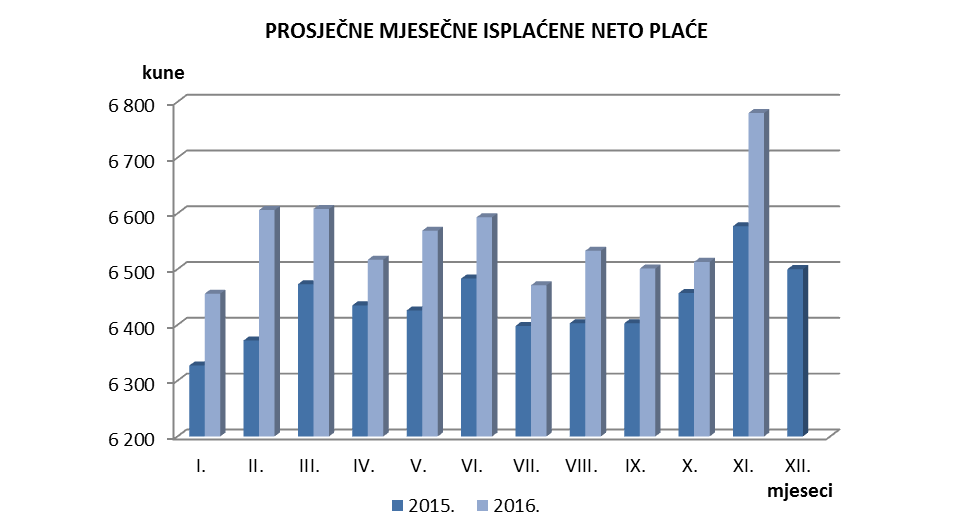 PROSJEČNE MJESEČNE ISPLAĆENE NETO PLAĆE
kune
6 800
6 700
6 600
6 500
6 400
6 300
6 200
I. II. III. IV. V. VI. VII. VIII. IX. X. XI. XII.
mjeseci
2015. 2016.